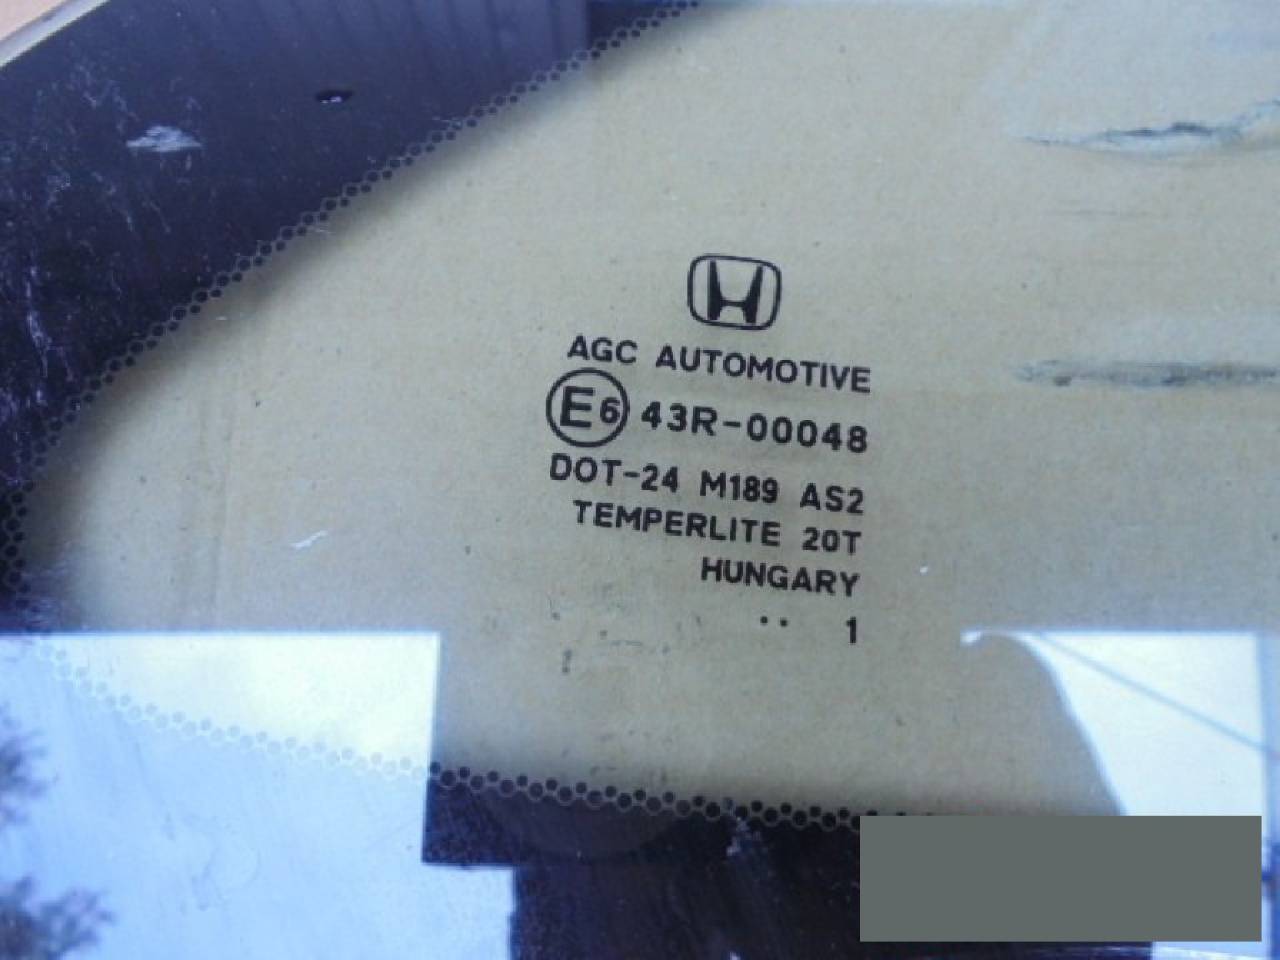 AGC AUTOMOTIVE
E6 43R-00048
DOT-24 M189 AS2
TEMPERLITE 20T
HUNGARY
·· 1